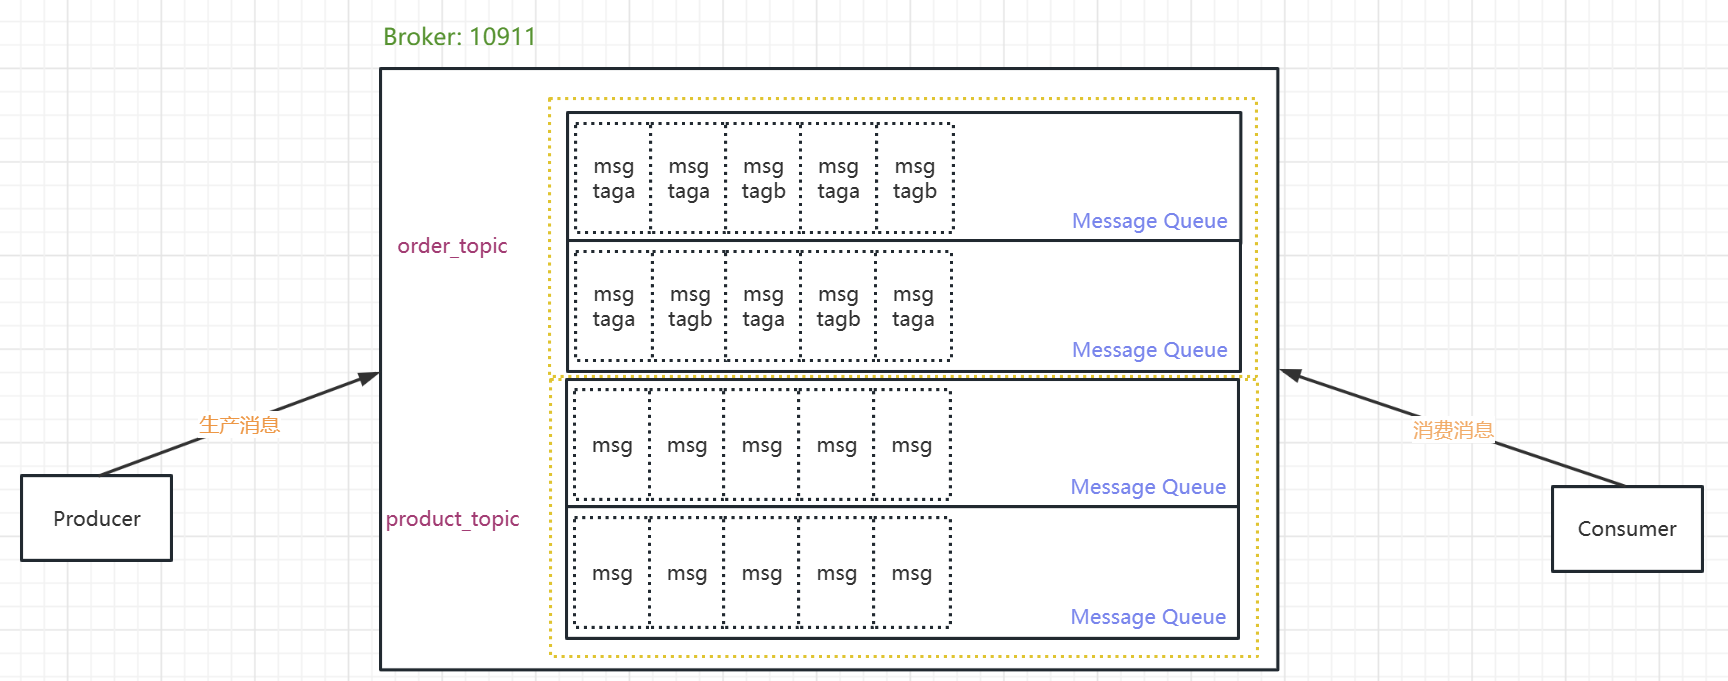 Broker: 10911
msg
taga
msg
taga
msg
tagb
msg
taga
msg
tagb
Message Queue
order_topic
msg
taga
msg
tagb
msg
taga
msg
tagb
msg
taga
Message Queue
生产消息
msg
msg
msg
msg
msg
消费消息
Message Queue
Producer
product_topic
Consumer
msg
msg
msg
msg
msg
Message Queue